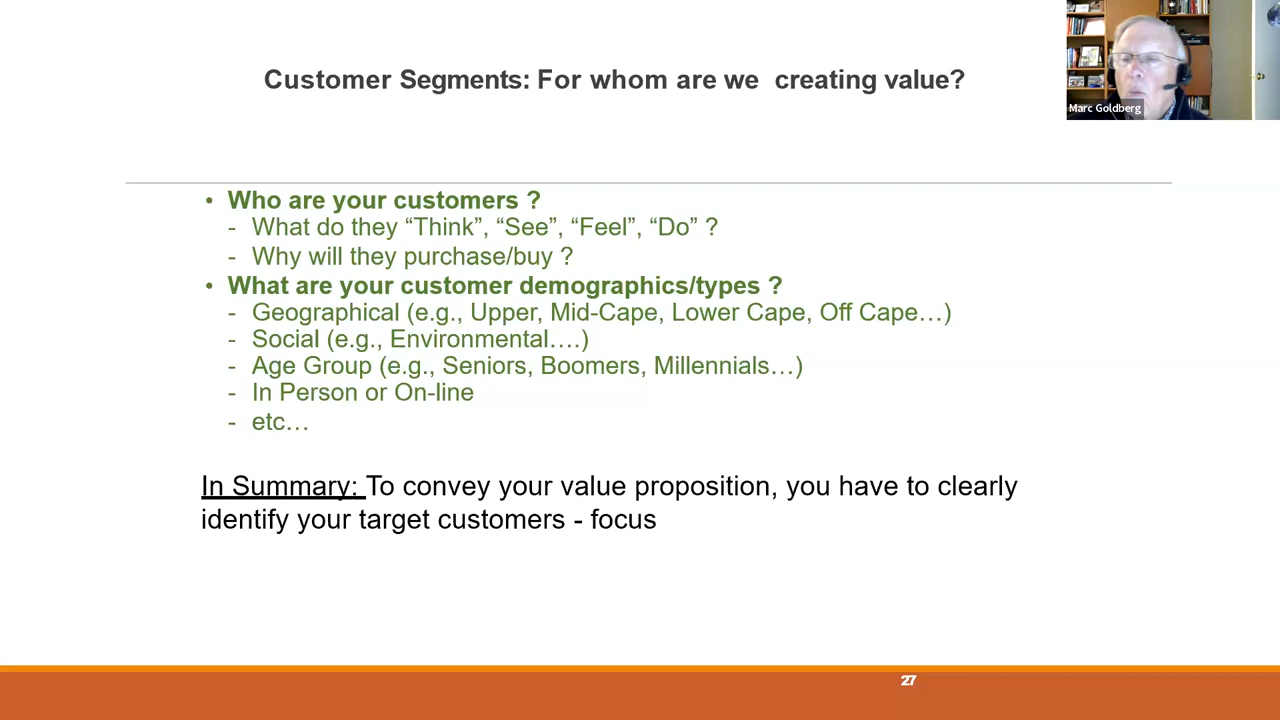 Customer Segments: For whom are we  creating value?
Marc Goldberg
• Who are your customers ?
- What do they “Think”, “See”, “Feel”, “Do” ?
- Why will they purchase/buy ?
• What are your customer demographics/types ?
- Geographical (e.g., Upper, Mid-Cape, Lower Cape, Off Cape…)
- Social (e.g., Environmental….)
- Age Group (e.g., Seniors, Boomers, Millennials…)
- In Person or On-line
- etc…
In Summary: To convey your value proposition, you have to clearly
identify your target customers - focus
27